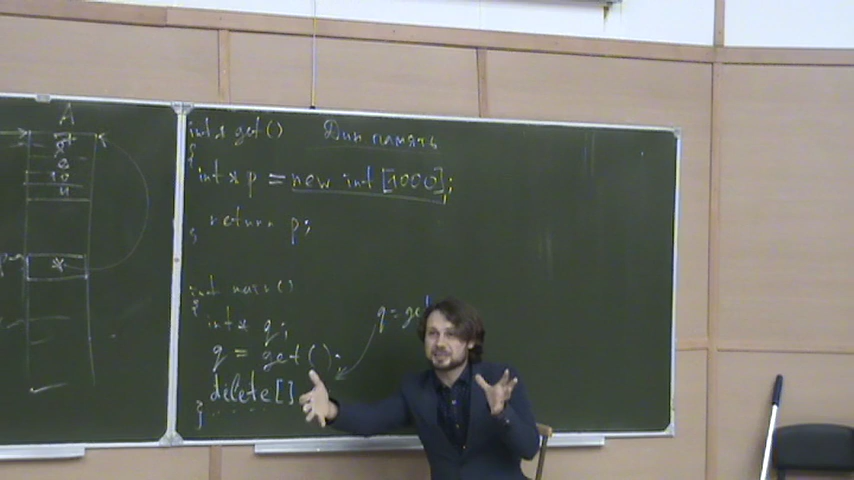 A
int * get() Дин память
{
int * p = new int [1000];
return p;
int main()
{
int* q;
q = get();
delete[]
}
q = get